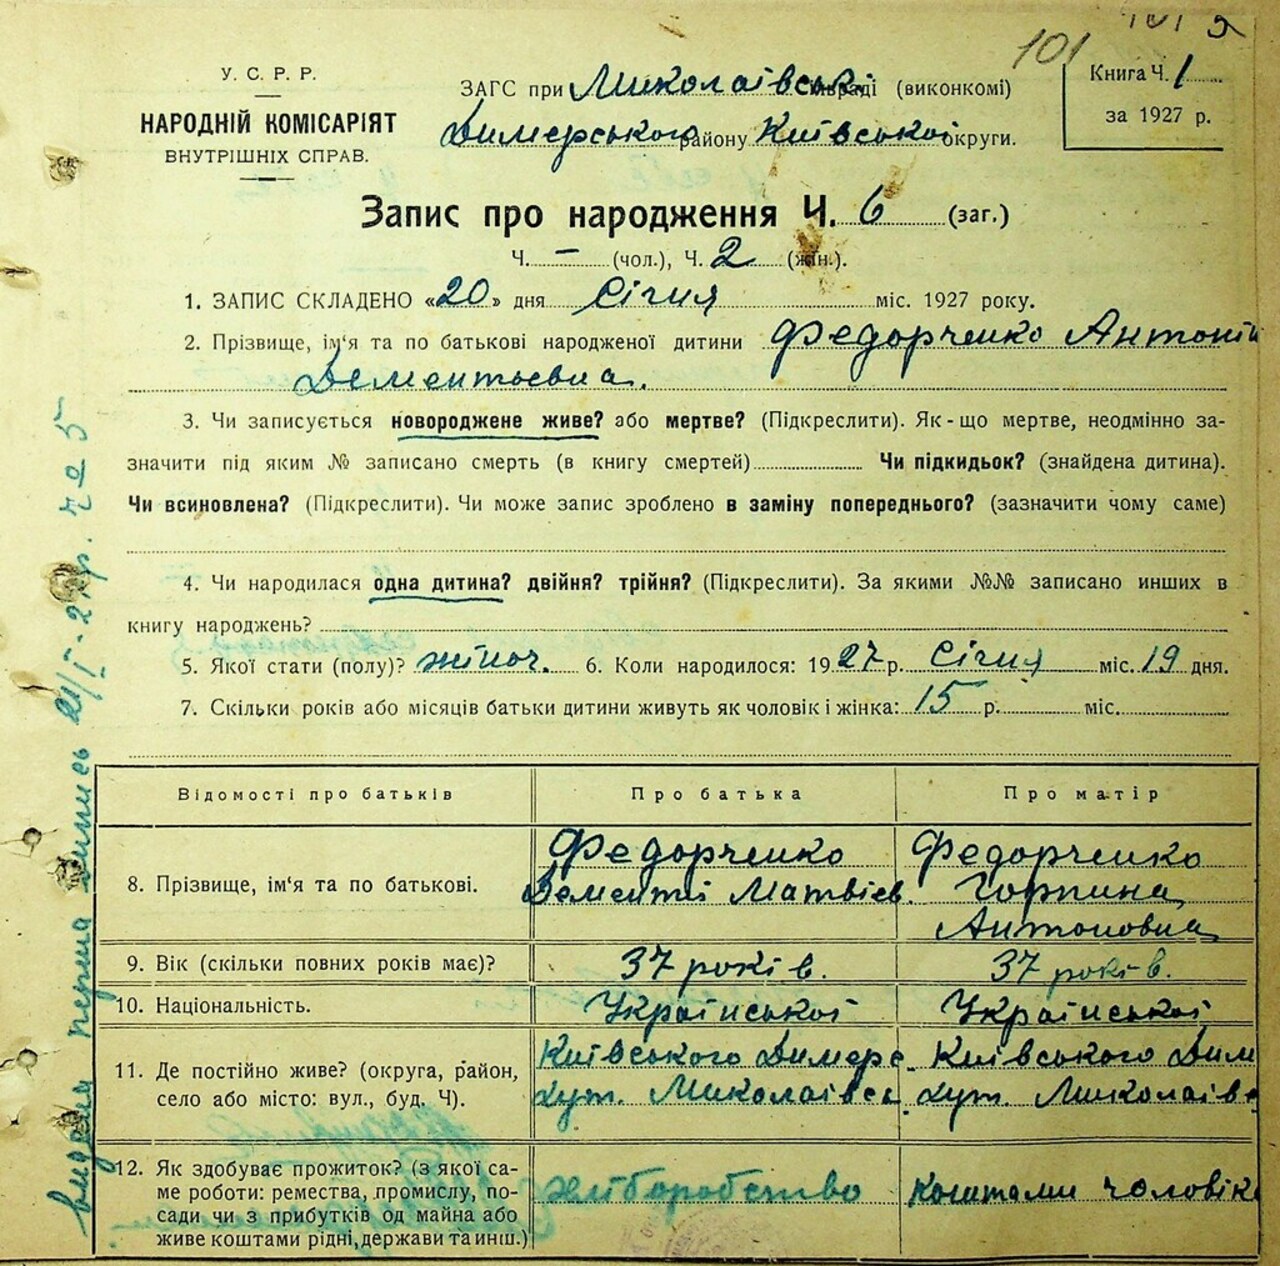 101
У. С. Р. Р.
НАРОДНІЙ КОМІСАРІЯТ
ВНУТРІШНІХ СПРАВ.
ЗАГС при Миколаївські (виконкомі)
Димерського району Київської округи.
Книга Ч. 1
за 1927 р.
Запис про народження Ч. 6 (заг.)
Ч. — (чол.), Ч. 2 (жін.).
1. ЗАПИС СКЛАДЕНО «20» дня Січня міс. 1927 року.
2. Прізвище, ім‘я та по батькові народженої дитини Федорченко Антонін
Дементьевна.
3. Чи записується новороджене живе? або мертве? (Підкреслити). Як-що мертве, неодмінно за-
значити під яким № записано смерть (в книгу смертей) Чи підкидьок? (знайдена дитина).
Чи всиновлена? (Підкреслити). Чи може запис зроблено в заміну попереднього? (зазначити чому саме)
4. Чи народилася одна дитина? двійня? трійня? (Підкреслити). За якими №№ записано инших в
книгу народжень?
5. Якої стати (полу)? жіноч. 6. Коли народилося: 1927 р. Січня міс. 19 дня.
7. Скільки років або місяців батьки дитини живуть як чоловік і жінка: 15 р. міс.
Відомості про батьків Про батька Про матір
8. Прізвище, ім‘я та по батькові.
Федорченко
Дементі Матвіев.
Федорченко
Горпина
Антоновна
9. Вік (скільки повних років має)? 37 років. 37 років.
10. Національність. Української Української
11. Де постійно живе? (округа, район,
село або місто: вул., буд. Ч).
Київського Димерс
Хут. Миколаївсь
Київського Дим
Хут. Миколаївс
12. Як здобуває прожиток? (з якої са-
ме роботи: ремества, промислу, по-
сади чи з прибутків од майна або
живе коштами рідні, держави та инш.)
хліборобство
коштами чоловіка